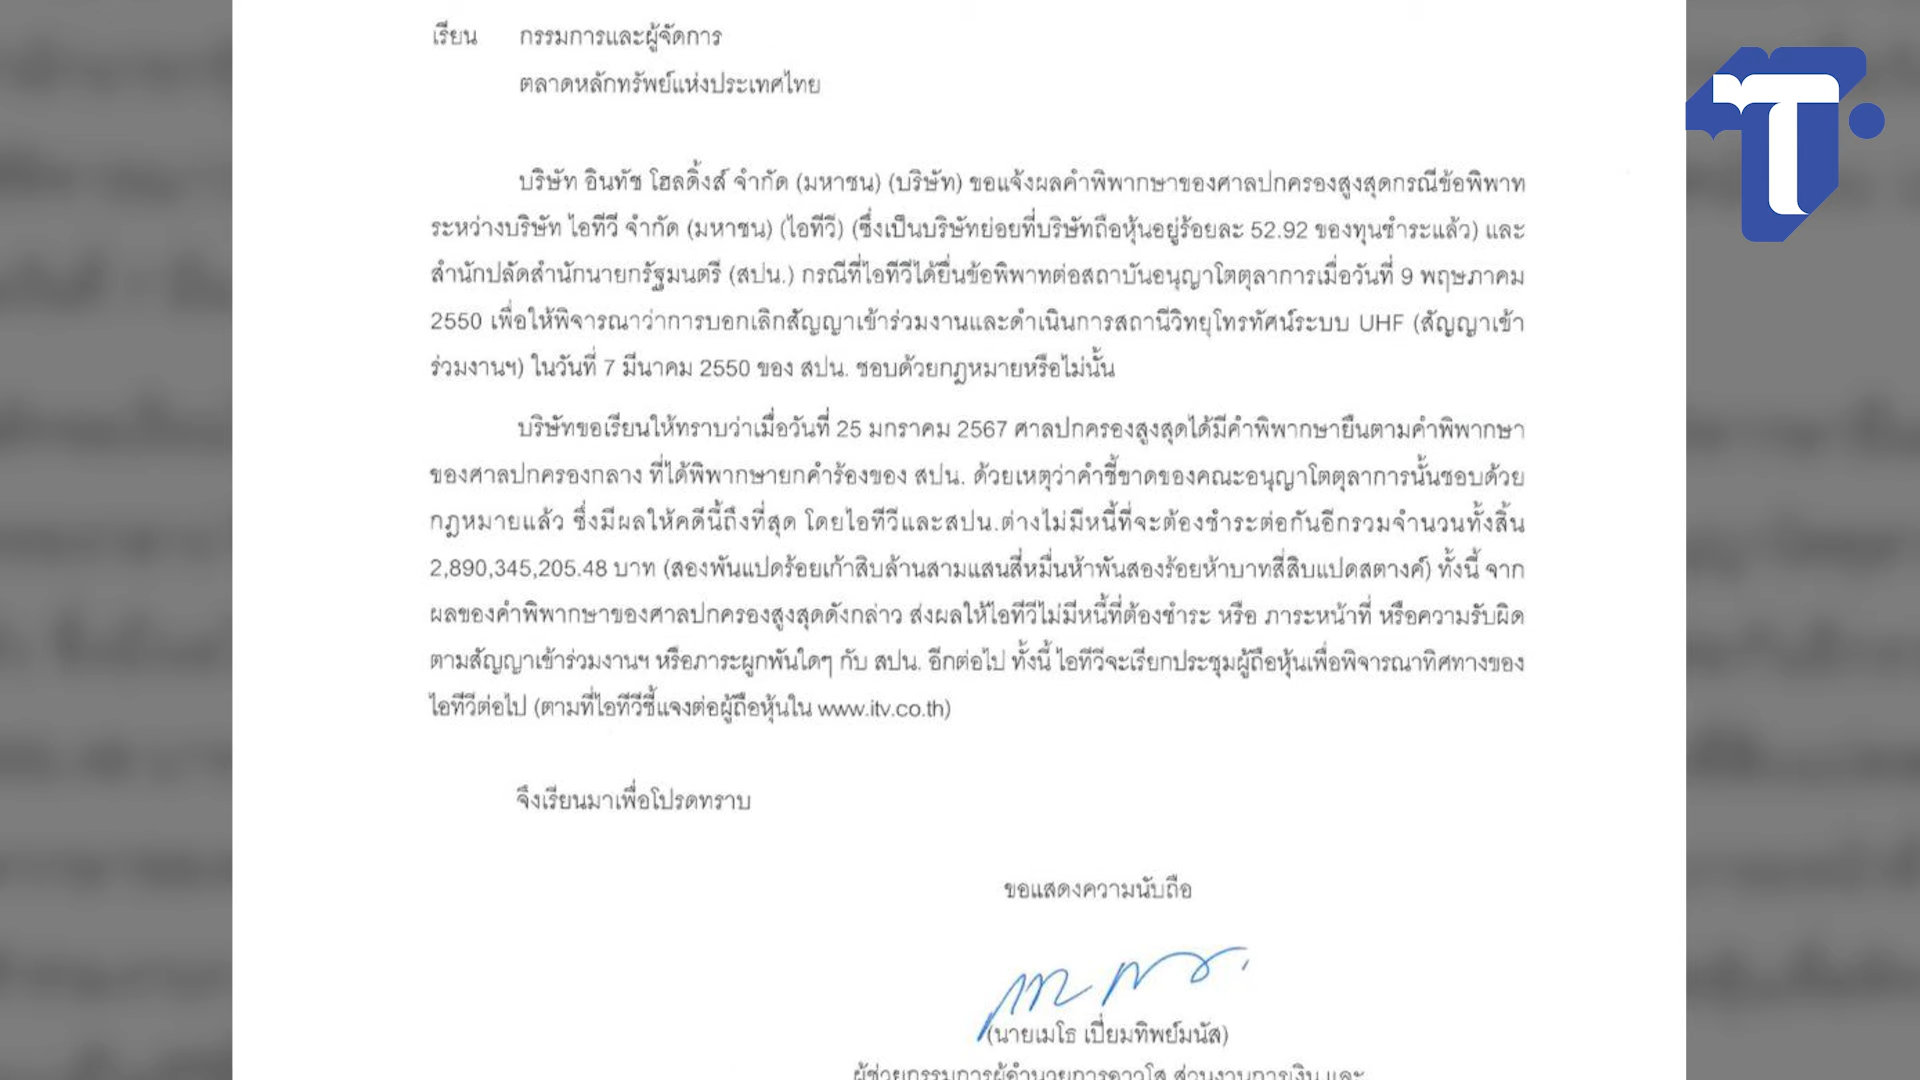 เรียน กรรมการและผู้จัดการ
ตลาดหลักทรัพย์แห่งประเทศไทย
บริษัท อินทัช โฮลดิ้งส์ จำกัด (มหาชน) (บริษัท) ขอแจ้งผลคำพิพากษาของศาลปกครองสูงสุดกรณีข้อพิพาท
ระหว่างบริษัท ไอทีวี จำกัด (มหาชน) (ไอทีวี) (ซึ่งเป็นบริษัทย่อยที่บริษัทถือหุ้นอยู่ร้อยละ 52.92 ของทุนชำระแล้ว) และ
สำนักปลัดสำนักนายกรัฐมนตรี (สปน.) กรณีที่ไอทีวีได้ยื่นข้อพิพาทต่อสถาบันอนุญาโตตุลาการเมื่อวันที่ 9 พฤษภาคม
2550 เพื่อให้พิจารณาว่าการบอกเลิกสัญญาเข้าร่วมงานและดำเนินการสถานีวิทยุโทรทัศน์ระบบ UHF (สัญญาเข้า
ร่วมงานฯ) ในวันที่ 7 มีนาคม 2550 ของ สปน. ชอบด้วยกฎหมายหรือไม่นั้น
บริษัทขอเรียนให้ทราบว่าเมื่อวันที่ 25 มกราคม 2567 ศาลปกครองสูงสุดได้มีคำพิพากษายืนตามคำพิพากษา
ของศาลปกครองกลาง ที่ได้พิพากษายกคำร้องของ สปน. ด้วยเหตุว่าคำชี้ขาดของคณะอนุญาโตตุลาการนั้นชอบด้วย
กฎหมายแล้ว ซึ่งมีผลให้คดีนี้ถึงที่สุด โดยไอทีวีและสปน.ต่างไม่มีหนี้ที่จะต้องชำระต่อกันอีกรวมจำนวนทั้งสิ้น
2,890,345,205.48 บาท (สองพันแปดร้อยเก้าสิบล้านสามแสนสี่หมื่นห้าพันสองร้อยห้าบาทสี่สิบแปดสตางค์) ทั้งนี้ จาก
ผลของคำพิพากษาของศาลปกครองสูงสุดดังกล่าว ส่งผลให้ไอทีวีไม่มีหนี้ที่ต้องชำระ หรือ ภาระหน้าที่ หรือความรับผิด
ตามสัญญาเข้าร่วมงานฯ หรือภาระผูกพันใดๆ กับ สปน. อีกต่อไป ทั้งนี้ ไอทีวีจะเรียกประชุมผู้ถือหุ้นเพื่อพิจารณาทิศทางของ
ไอทีวีต่อไป (ตามที่ไอทีวีชี้แจงต่อผู้ถือหุ้นใน www.itv.co.th)
จึงเรียนมาเพื่อโปรดทราบ
ขอแสดงความนับถือ
(นายเมโธ เปี่ยมทิพย์มนัส)
ผู้ช่วยกรรมการผู้อำนวยการอาวุโส ส่วนงานการเงิน และ
T